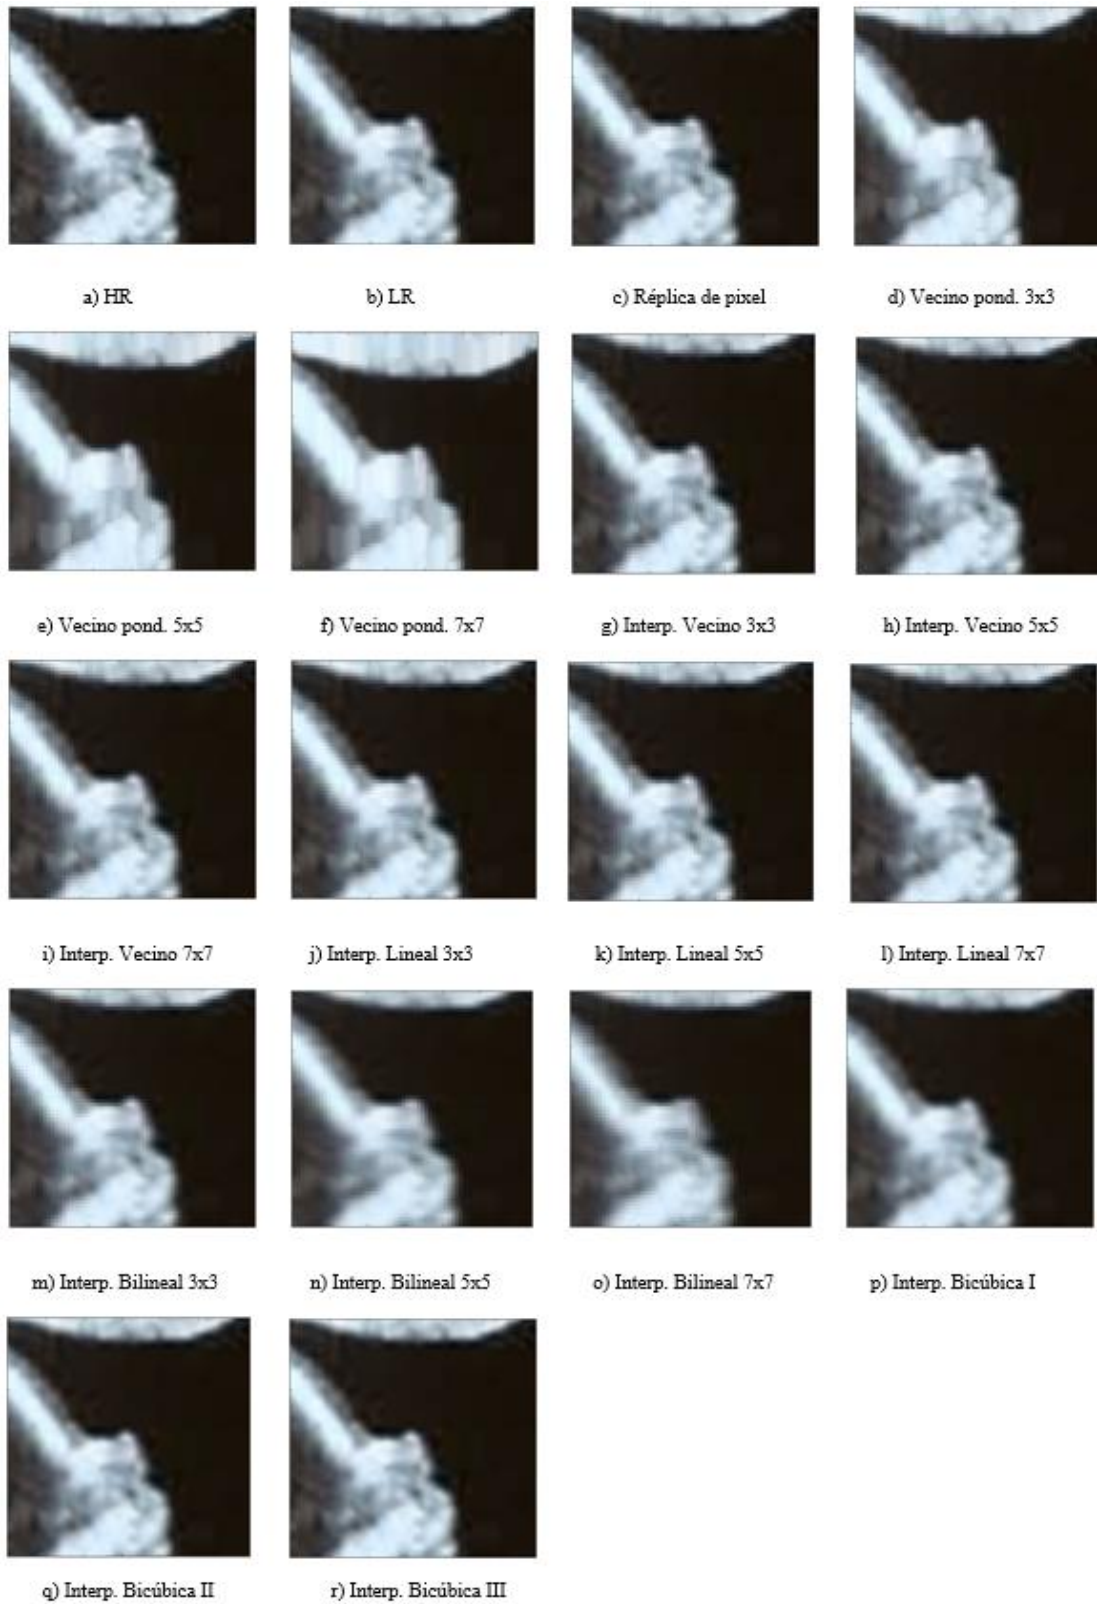 a) HR
b) LR
c) Réplica de pixel
d) Vecino pond. 3x3
e) Vecino pond. 5x5
f) Vecino pond. 7x7
g) Interp. Vecino 3x3
h) Interp. Vecino 5x5
i) Interp. Vecino 7x7
j) Interp. Lineal 3x3
k) Interp. Lineal 5x5
l) Interp. Lineal 7x7
m) Interp. Bilineal 3x3
n) Interp. Bilineal 5x5
o) Interp. Bilineal 7x7
p) Interp. Bicúbica I
q) Interp. Bicúbica II
r) Interp. Bicúbica III